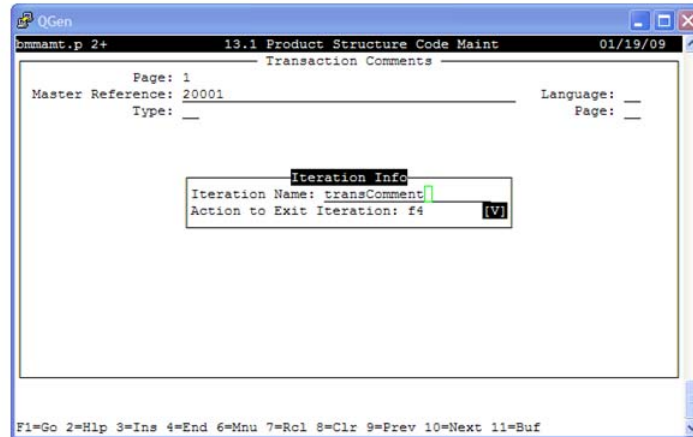 QGen
bmmamt.p 2+ 13.1 Product Structure Code Maint 01/19/09
Transaction Comments
Page: 1
Master Reference: 20001 Language:
Type: Page:
Iteration Info
Iteration Name: transComment
Action to Exit Iteration: f4 [V]
F1=Go 2=Hlp 3=Ins 4=End 6=Mnu 7=Rcl 8=Clr 9=Prev 10=Next 11=Buf